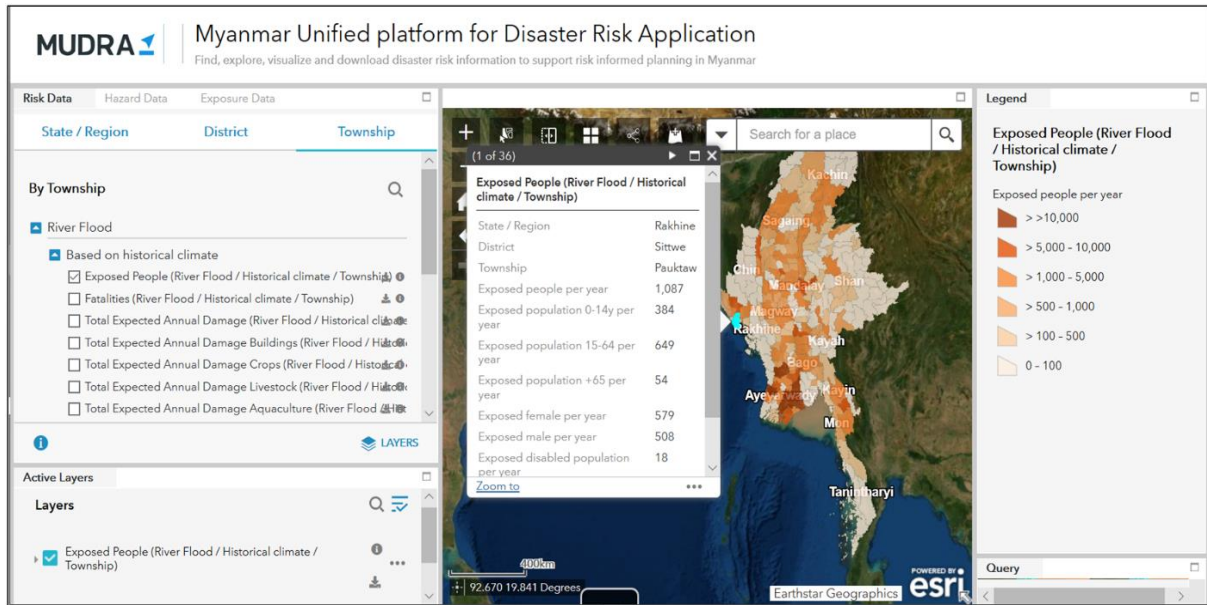 MUDRA
Myanmar Unified platform for Disaster Risk Application
Find, explore, visualize and download disaster risk information to support risk informed planning in Myanmar
Risk Data
Hazard Data
Exposure Data
State / Region
District
Township
By Township
River Flood
Based on historical climate
Exposed People (River Flood / Historical climate / Township)
Fatalities (River Flood / Historical climate / Township)
Total Expected Annual Damage (River Flood / Historical
Total Expected Annual Damage Buildings (River Flood /
Total Expected Annual Damage Crops (River Flood /
Total Expected Annual Damage Livestock (River Flood /
Total Expected Annual Damage Aquaculture (River Flood
LAYERS
Active Layers
Layers
Exposed People (River Flood / Historical climate /
Township)
Search for a place
(1 of 36)
Exposed People (River Flood / Historical
climate / Township)
State / Region Rakhine
District Sittwe
Township Pauktaw
Exposed people per year 1,087
Exposed population 0-14y per 384
year
Exposed population 15-64 per 649
year
Exposed population +65 per 54
year
Exposed female per year 579
Exposed male per year 508
Exposed disabled population 18
per year
Zoom to
Kachin
Sagaing
Chin
Mandalay
Shan
Magway
Rakhine
Kayah
Bago
Ayeyarwady
Kayin
Mon
Tanintharyi
400km
92.670 19.841 Degrees
Earthstar Geographics
POWERED BY
esri
Legend
Exposed People (River Flood
/ Historical climate /
Township)
Exposed people per year
> >10,000
> 5,000 - 10,000
> 1,000 - 5,000
> 500 - 1,000
> 100 - 500
0 - 100
Query